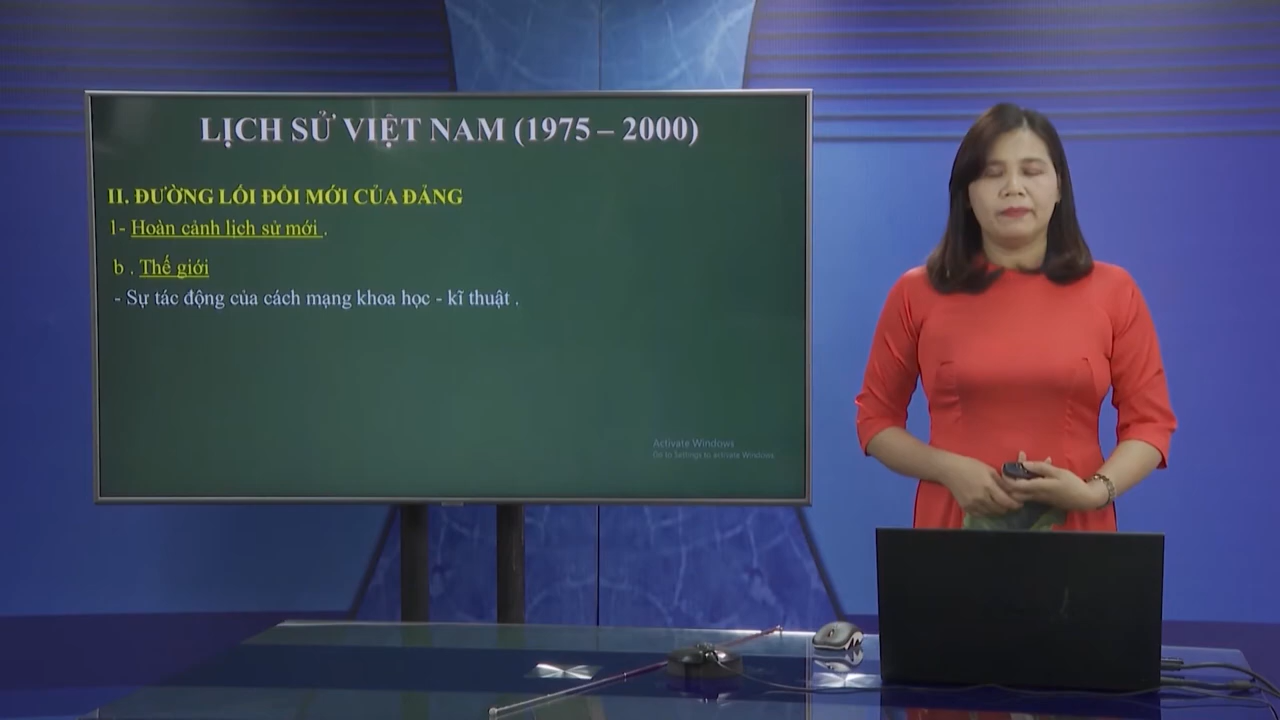 LỊCH SỬ VIỆT NAM (1975 – 2000)
II. ĐƯỜNG LỐI ĐỔI MỚI CỦA ĐẢNG
1- Hoàn cảnh lịch sử mới .
b . Thế giới
- Sự tác động của cách mạng khoa học - kĩ thuật .
Activate Windows
Go to Settings to activate Windows.